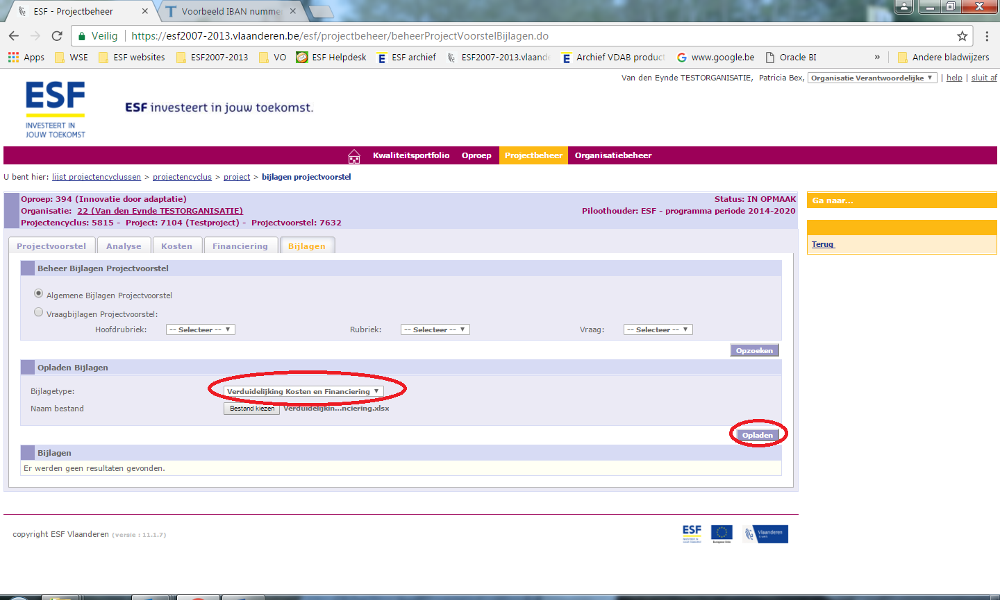 ESF - Projectbeheer
Voorbeeld IBAN numme
Veilig
https://esf2007-2013.vlaanderen.be/esf/projectbeheer/beheerProjectVoorstelBijlagen.do
Apps WSE ESF websites ESF2007-2013 VO ESF Helpdesk ESF archief ESF2007-2013.vlaande Archief VDAB product www.google.be Oracle BI » Andere bladwijzers
Van den Eynde TESTORGANISATIE, Patricia Bex, Organisatie Verantwoordelijke | help | sluit af
ESF
INVESTEERT IN
JOUW TOEKOMST
ESF investeert in jouw toekomst.
Kwaliteitsportfolio Oproep Projectbeheer Organisatiebeheer
U bent hier: lijst projectencyclussen > projectencyclus > project > bijlagen projectvoorstel
Oproep: 394 (Innovatie door adaptatie) Status: IN OPMAAK
Organisatie: 22 (Van den Eynde TESTORGANISATIE) Piloothouder: ESF - programma periode 2014-2020
Projectencyclus: 5815 - Project: 7104 (Testproject) - Projectvoorstel: 7632
Ga naar...
Terug
Projectvoorstel Analyse Kosten Financiering Bijlagen
Beheer Bijlagen Projectvoorstel
Algemene Bijlagen Projectvoorstel
Vraagbijlagen Projectvoorstel:
Hoofdrubriek: -- Selecteer -- Rubriek: -- Selecteer -- Vraag: -- Selecteer --
Opzoeken
Opladen Bijlagen
Bijlagetype: Verduidelijking Kosten en Financiering
Naam bestand Bestand kiezen Verduidelijkin...nciering.xlsx
Opladen
Bijlagen
Er werden geen resultaten gevonden.
copyright ESF Vlaanderen (versie : 11.1.7)
ESF
Vlaanderen